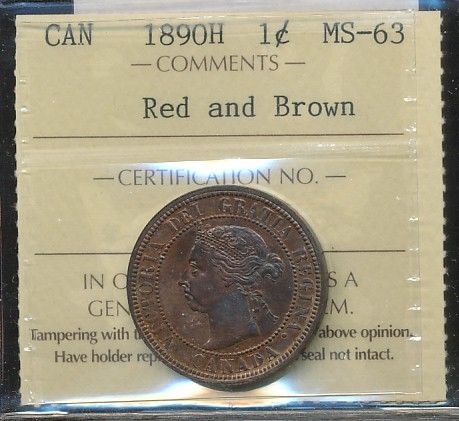 CAN 1890H 1¢ MS-63
— COMMENTS —
Red and Brown
— CERTIFICATION NO. —
VICTORIA DEI GRATIA REGINA.
CANADA
IN A
GEN
Tampering with above opinion.
Have holder seal not intact.